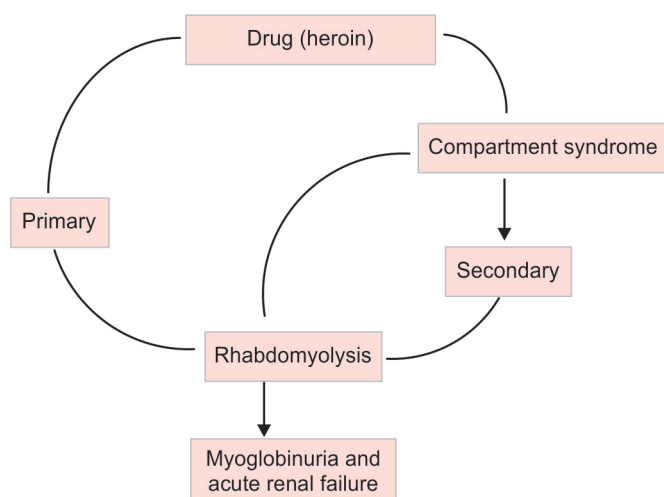 Drug (heroin)
Compartment syndrome
Primary
Secondary
Rhabdomyolysis
Myoglobinuria and
acute renal failure